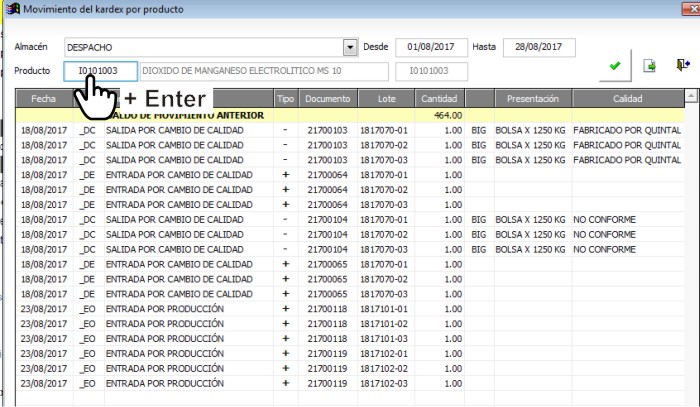 Movimiento del kardex por producto
Almacén DESPACHO Desde 01/08/2017 Hasta 28/08/2017
Producto I0101003 DIOXIDO DE MANGANESO ELECTROLITICO MS 10 I0101003
+ Enter
Fecha Tipo Documento Lote Cantidad Presentación Calidad
SALDO DE MOVIMIENTO ANTERIOR 464.00
18/08/2017 _DC SALIDA POR CAMBIO DE CALIDAD - 21700103 1817070-01 1.00 BIG BOLSA X 1250 KG FABRICADO POR QUINTAL
18/08/2017 _DC SALIDA POR CAMBIO DE CALIDAD - 21700103 1817070-02 1.00 BIG BOLSA X 1250 KG FABRICADO POR QUINTAL
18/08/2017 _DC SALIDA POR CAMBIO DE CALIDAD - 21700103 1817070-03 1.00 BIG BOLSA X 1250 KG FABRICADO POR QUINTAL
18/08/2017 _DE ENTRADA POR CAMBIO DE CALIDAD + 21700064 1817070-01 1.00
18/08/2017 _DE ENTRADA POR CAMBIO DE CALIDAD + 21700064 1817070-02 1.00
18/08/2017 _DE ENTRADA POR CAMBIO DE CALIDAD + 21700064 1817070-03 1.00
18/08/2017 _DC SALIDA POR CAMBIO DE CALIDAD - 21700104 1817070-01 1.00 BIG BOLSA X 1250 KG NO CONFORME
18/08/2017 _DC SALIDA POR CAMBIO DE CALIDAD - 21700104 1817070-02 1.00 BIG BOLSA X 1250 KG NO CONFORME
18/08/2017 _DC SALIDA POR CAMBIO DE CALIDAD - 21700104 1817070-03 1.00 BIG BOLSA X 1250 KG NO CONFORME
18/08/2017 _DE ENTRADA POR CAMBIO DE CALIDAD + 21700065 1817070-01 1.00
18/08/2017 _DE ENTRADA POR CAMBIO DE CALIDAD + 21700065 1817070-02 1.00
18/08/2017 _DE ENTRADA POR CAMBIO DE CALIDAD + 21700065 1817070-03 1.00
23/08/2017 _EO ENTRADA POR PRODUCCIÓN + 21700118 1817101-01 1.00
23/08/2017 _EO ENTRADA POR PRODUCCIÓN + 21700118 1817101-02 1.00
23/08/2017 _EO ENTRADA POR PRODUCCIÓN + 21700118 1817101-03 1.00
23/08/2017 _EO ENTRADA POR PRODUCCIÓN + 21700119 1817102-01 1.00
23/08/2017 _EO ENTRADA POR PRODUCCIÓN + 21700119 1817102-02 1.00
23/08/2017 _EO ENTRADA POR PRODUCCIÓN + 21700119 1817102-03 1.00